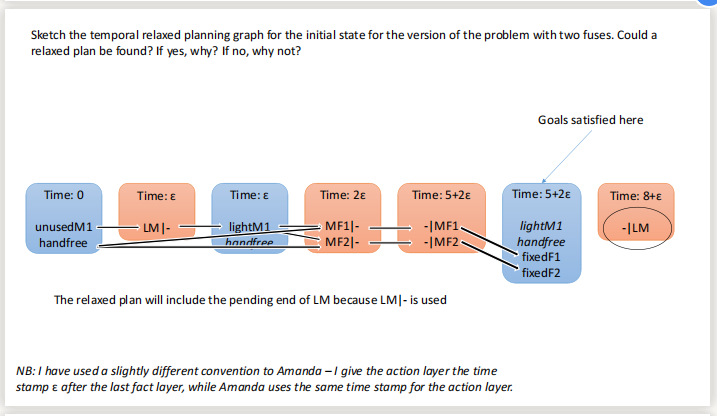 Sketch the temporal relaxed planning graph for the initial state for the version of the problem with two fuses. Could a
relaxed plan be found? If yes, why? If no, why not?
Goals satisfied here
Time: 0
unusedM1
handfree
Time: ε
LM|-
Time: ε
lightM1
handfree
Time: 2ε
MF1|-
MF2|-
Time: 5+2ε
-|MF1
-|MF2
Time: 5+2ε
lightM1
handfree
fixedF1
fixedF2
Time: 8+ε
-|LM
The relaxed plan will include the pending end of LM because LM|- is used
NB: I have used a slightly different convention to Amanda – I give the action layer the time
stamp ε after the last fact layer, while Amanda uses the same time stamp for the action layer.